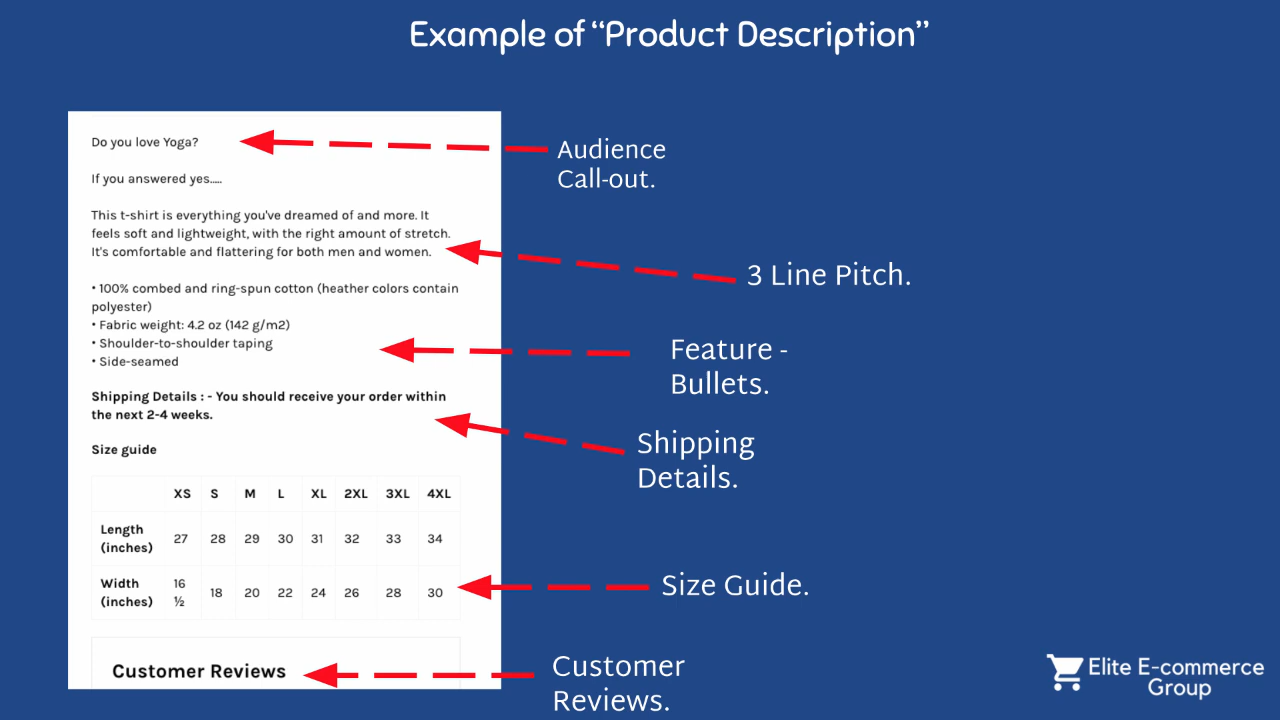 Example of “Product Description”
Do you love Yoga?
If you answered yes.....
This t-shirt is everything you've dreamed of and more. It
feels soft and lightweight, with the right amount of stretch.
It's comfortable and flattering for both men and women.
• 100% combed and ring-spun cotton (heather colors contain
polyester)
• Fabric weight: 4.2 oz (142 g/m2)
• Shoulder-to-shoulder taping
• Side-seamed
Shipping Details : - You should receive your order within
the next 2-4 weeks.
Size guide
XS S M L XL 2XL 3XL 4XL
Length
(inches) 27 28 29 30 31 32 33 34
Width
(inches) 16 ½ 18 20 22 24 26 28 30
Customer Reviews
Audience
Call-out.
3 Line Pitch.
Feature -
Bullets.
Shipping
Details.
Size Guide.
Customer
Reviews.
Elite E-commerce
Group